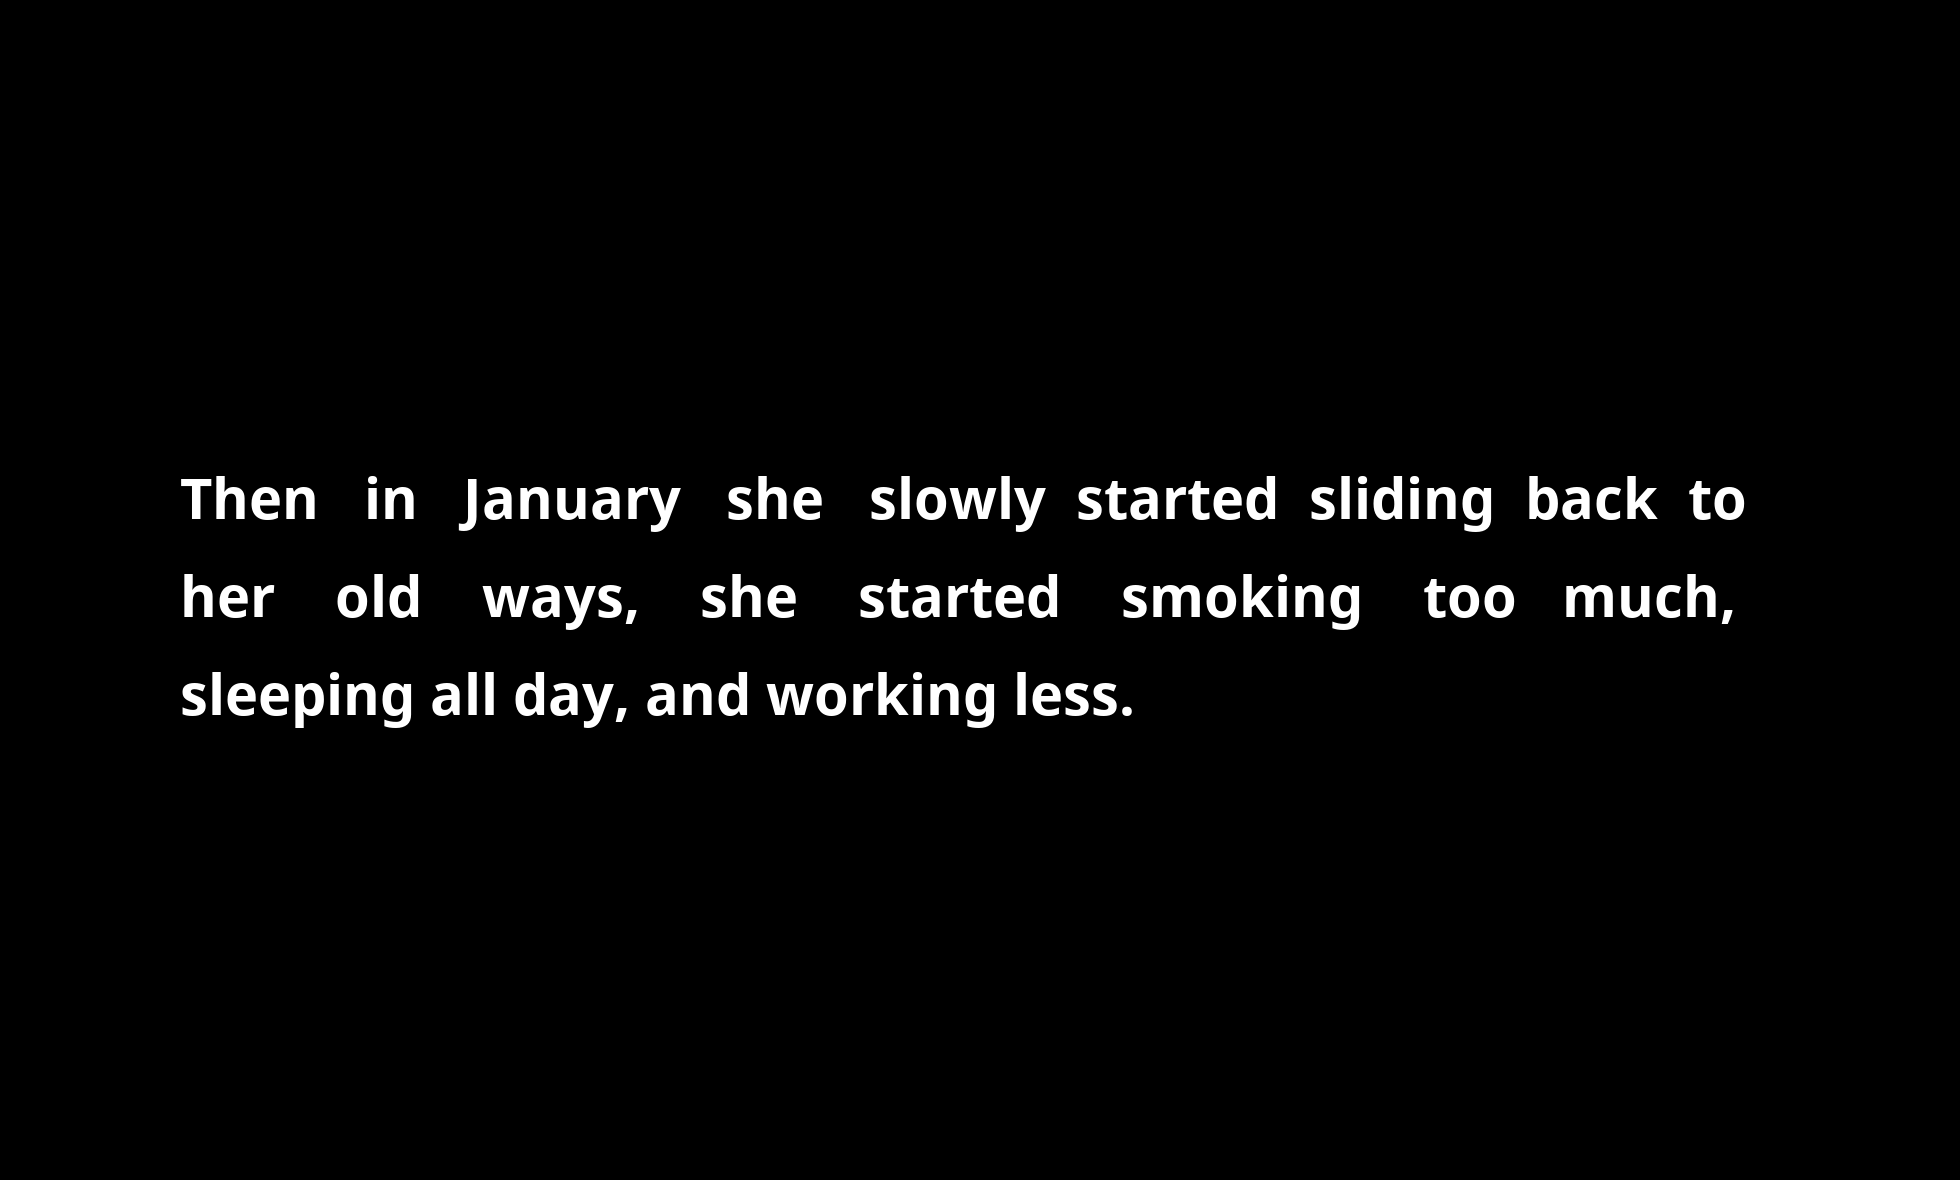 Then in January she slowly started sliding back to
her old ways, she started smoking too much,
sleeping all day, and working less.